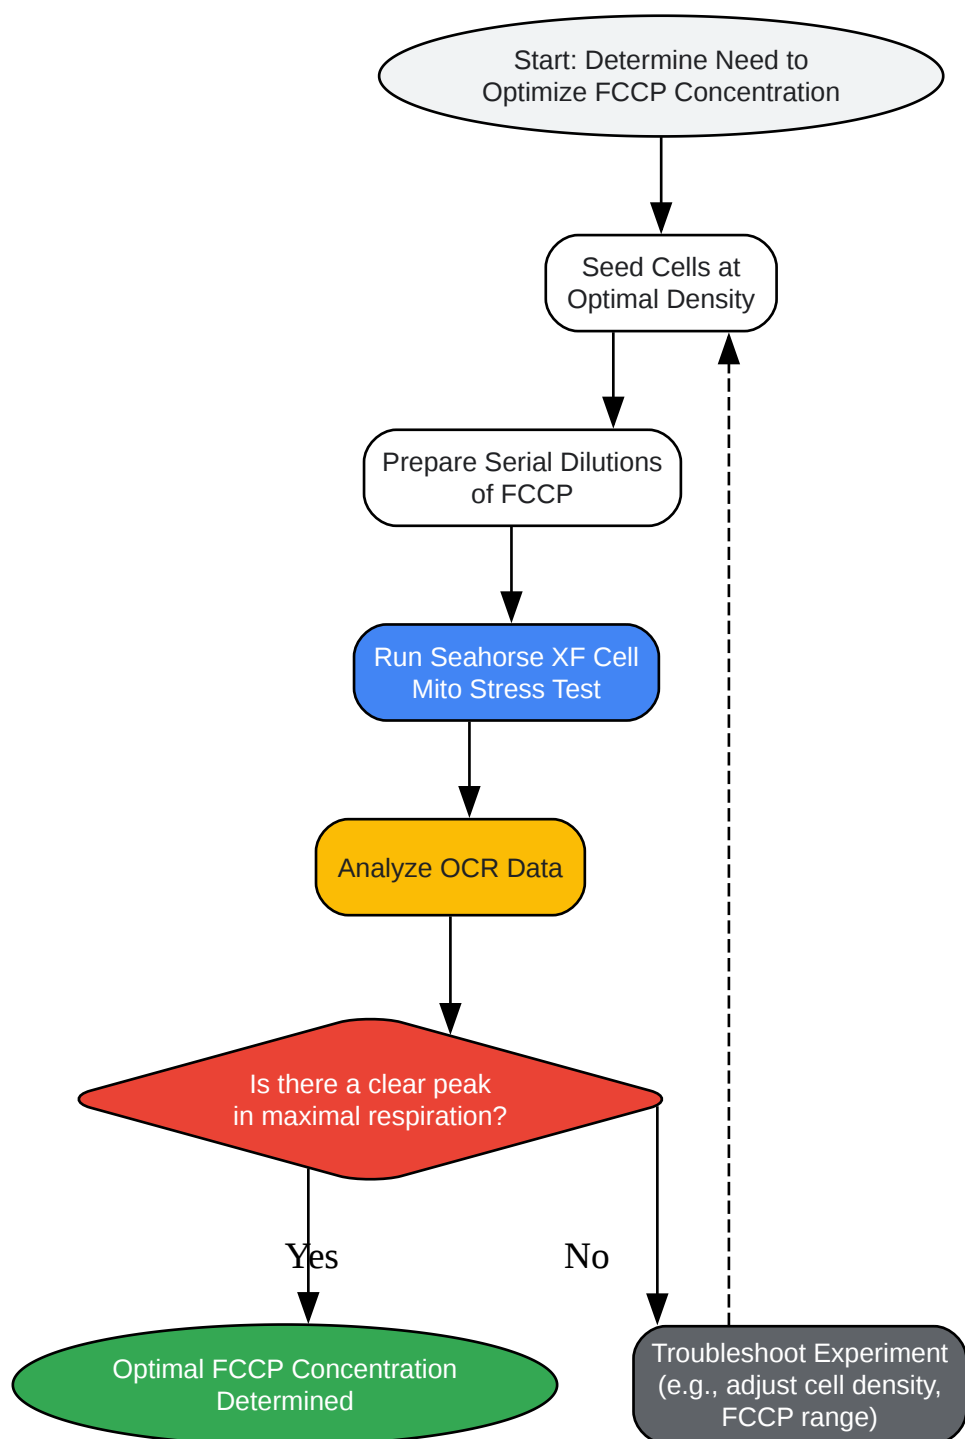 Start: Determine Need to
Optimize FCCP Concentration
Seed Cells at
Optimal Density
Prepare Serial Dilutions
of FCCP
Run Seahorse XF Cell
Mito Stress Test
Analyze OCR Data
Is there a clear peak
in maximal respiration?
Yes
No
Optimal FCCP Concentration
Determined
Troubleshoot Experiment
(e.g., adjust cell density,
FCCP range)